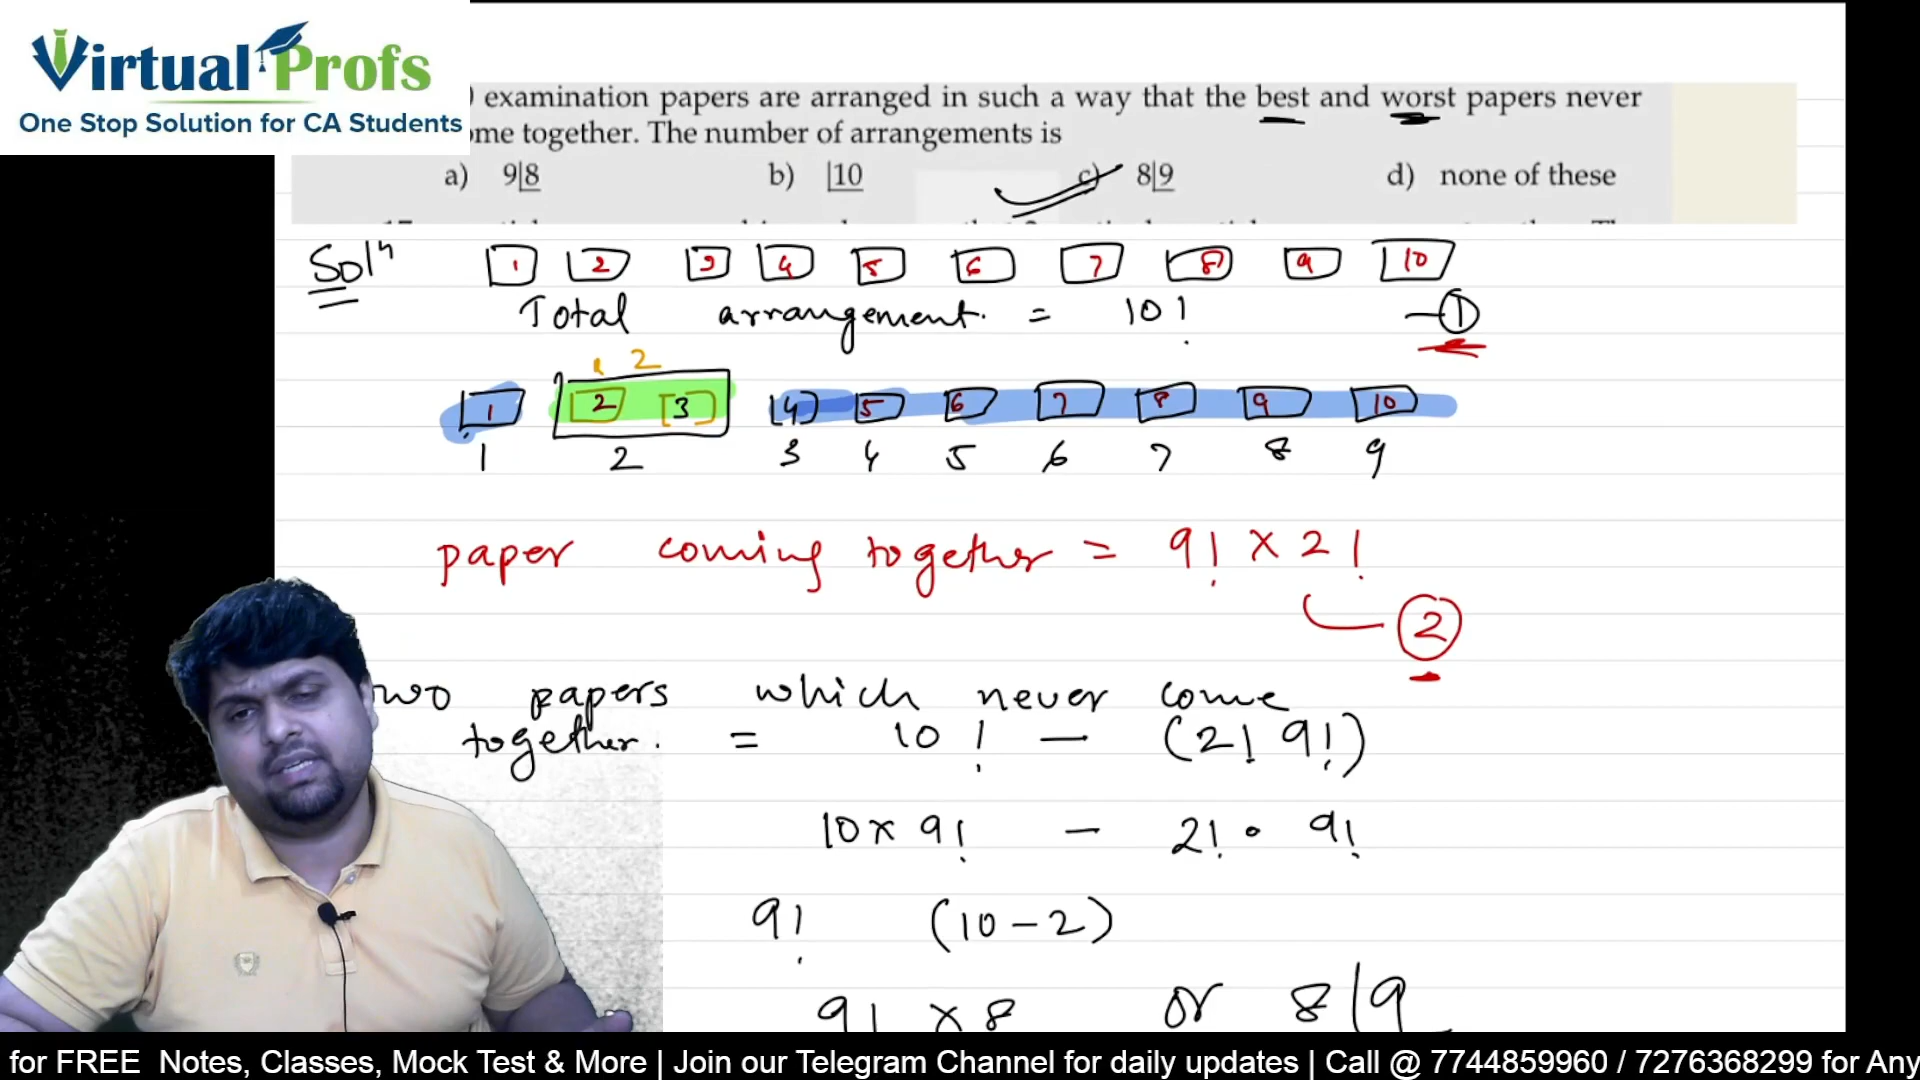 Virtual Profs
One Stop Solution for CA Students
) examination papers are arranged in such a way that the best and worst papers never
ome together. The number of arrangements is
a) 9|8 b) |10 c) 8|9 d) none of these
Solⁿ 1 2 3 4 5 6 7 8 9 10
Total arrangement. = 10! — ①
2
1 2 3 4 5 6 7 8 9 10
1 2 3 4 5 6 7 8 9
paper coming together = 9! × 2!
②
wo papers which never come
together. = 10! — (2! 9!)
10 × 9! — 2! • 9!
9! (10 - 2)
9! × 8 or 8|9
for FREE Notes, Classes, Mock Test & More | Join our Telegram Channel for daily updates | Call @ 7744859960 / 7276368299 for Any